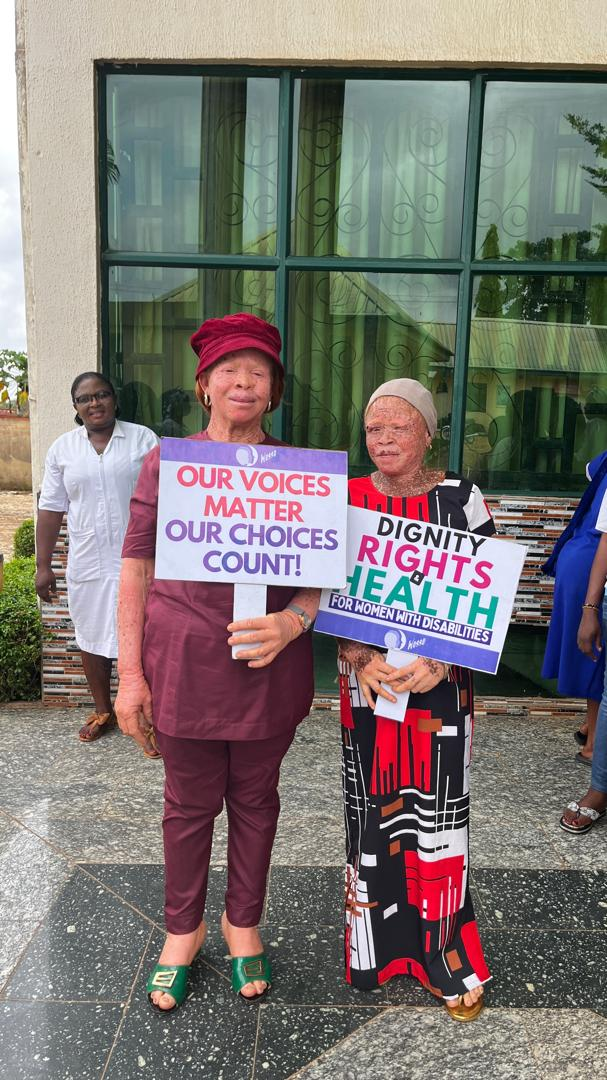 OUR VOICES
MATTER
OUR CHOICES
COUNT!
DIGNITY
RIGHTS
&
HEALTH
FOR WOMEN WITH DISABILITIES